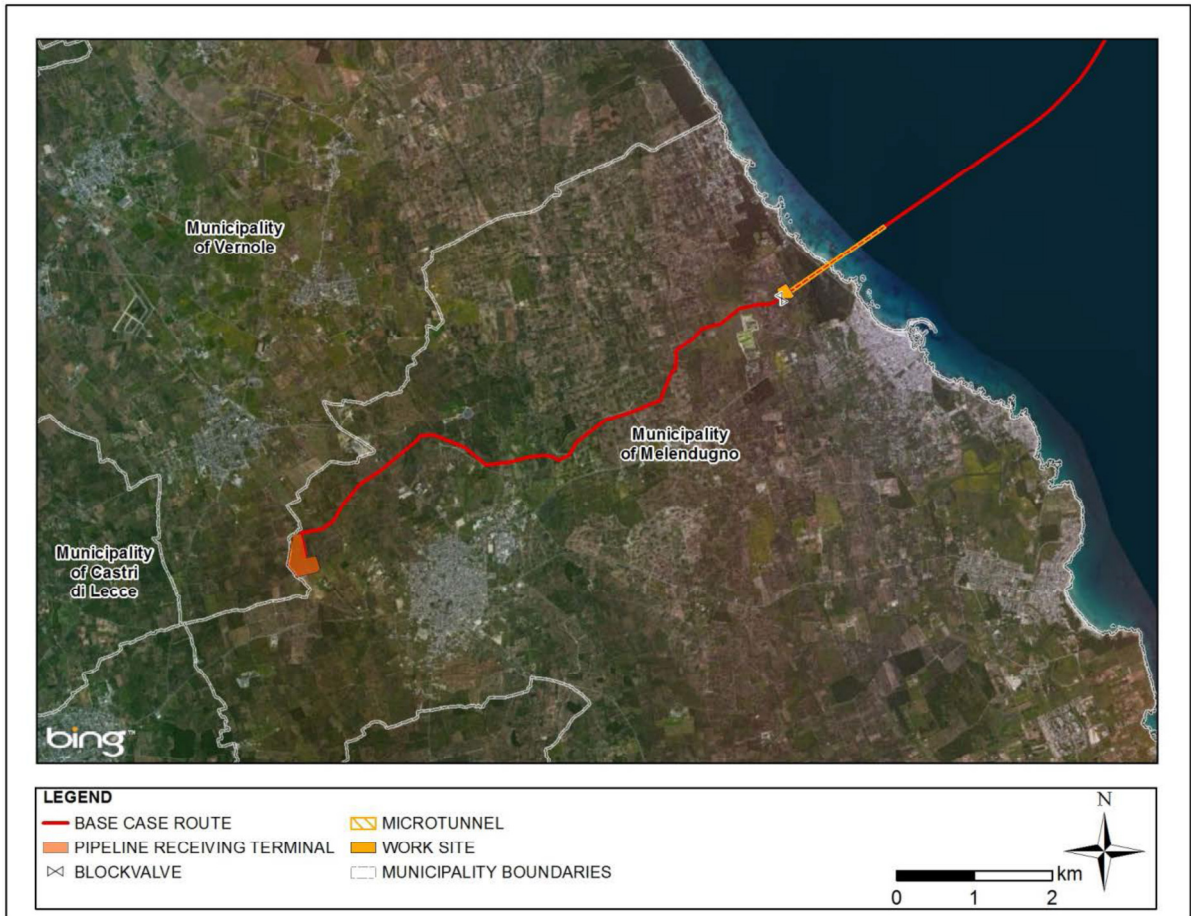 Municipality
of Vernole
Municipality
of Melendugno
Municipality
of Castri
di Lecce
bing™
LEGEND
BASE CASE ROUTE
PIPELINE RECEIVING TERMINAL
BLOCKVALVE
MICROTUNNEL
WORK SITE
MUNICIPALITY BOUNDARIES
N
km
0 1 2